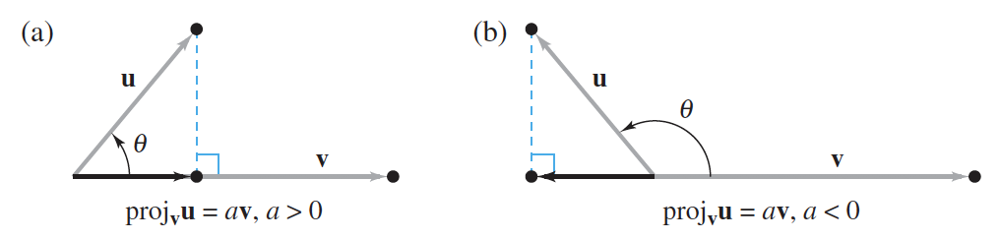 (a)
u
θ
v
proj_v u = av, a > 0
(b)
u
θ
v
proj_v u = av, a < 0